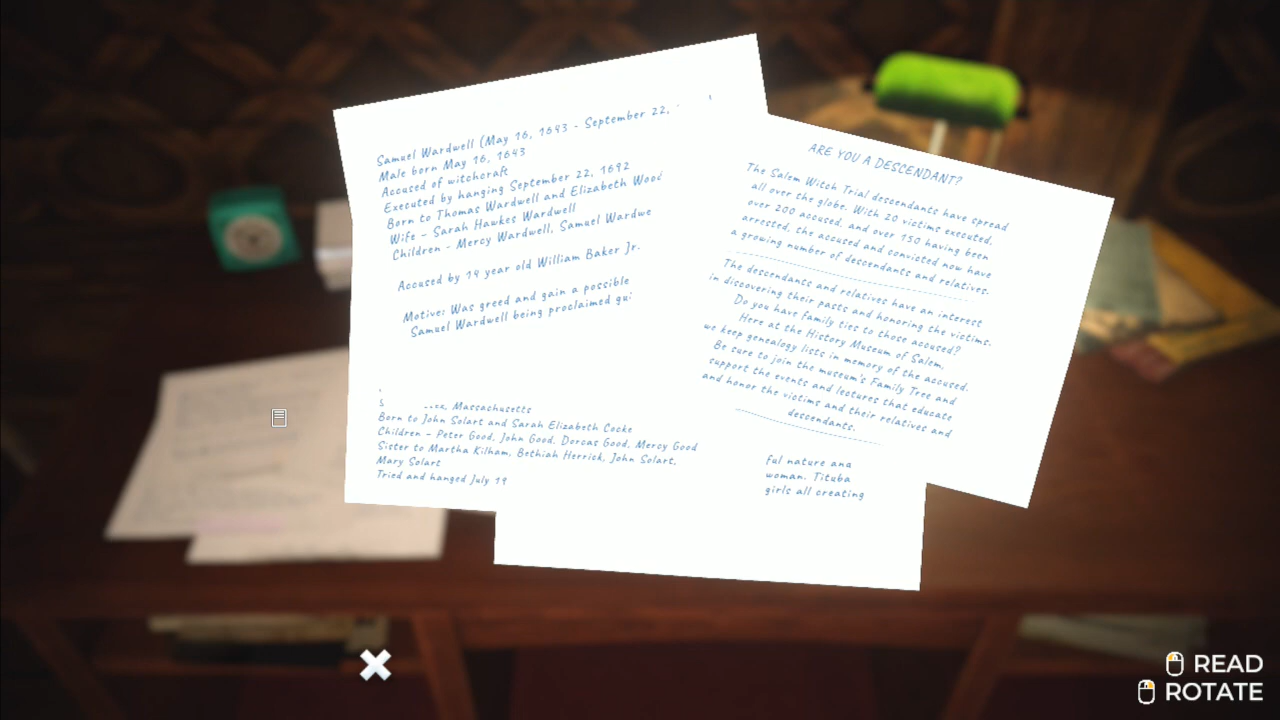 Samuel Wardwell (May 16, 1643 - September 22,
Male born May 16, 1643
Accused of witchcraft
Executed by hanging September 22, 1692
Born to Thomas Wardwell and Elizabeth Wood
Wife - Sarah Hawkes Wardwell
Children - Mercy Wardwell, Samuel Wardwe
Accused by 14 year old William Baker Jr.
Motive: Was greed and gain a possible
Samuel Wardwell being proclaimed gui
Massachusetts
Born to John Solart and Sarah Elizabeth Cocke
Children - Peter Good, John Good, Dorcas Good, Mercy Good
Sister to Martha Kilham, Bethiah Herrick, John Solart,
Mary Solart
Tried and hanged July 19
ARE YOU A DESCENDANT?
The Salem Witch Trial descendants have spread
all over the globe. With 20 victims executed,
over 200 accused, and over 150 having been
arrested, the accused and convicted now have
a growing number of descendants and relatives.
The descendants and relatives have an interest
in discovering their pasts and honoring the victims.
Do you have family ties to those accused?
Here at the History Museum of Salem,
we keep genealogy lists in memory of the accused.
Be sure to join the museum's Family Tree and
support the events and lectures that educate
and honor the victims and their relatives and
descendants.
ful nature and
woman. Tituba
girls all creating
READ
ROTATE